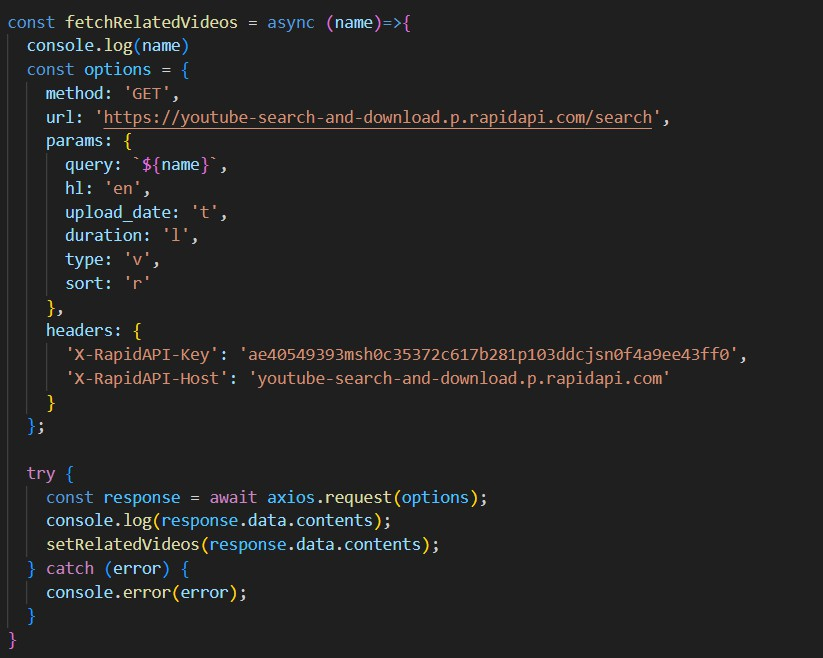 const fetchRelatedVideos = async (name)=>{
  console.log(name)
  const options = {
    method: 'GET',
    url: 'https://youtube-search-and-download.p.rapidapi.com/search',
    params: {
      query: `${name}`,
      hl: 'en',
      upload_date: 't',
      duration: 'l',
      type: 'v',
      sort: 'r'
    },
    headers: {
      'X-RapidAPI-Key': 'ae40549393msh0c35372c617b281p103ddcjsn0f4a9ee43ff0',
      'X-RapidAPI-Host': 'youtube-search-and-download.p.rapidapi.com'
    }
  };

  try {
    const response = await axios.request(options);
    console.log(response.data.contents);
    setRelatedVideos(response.data.contents);
  } catch (error) {
    console.error(error);
  }
}